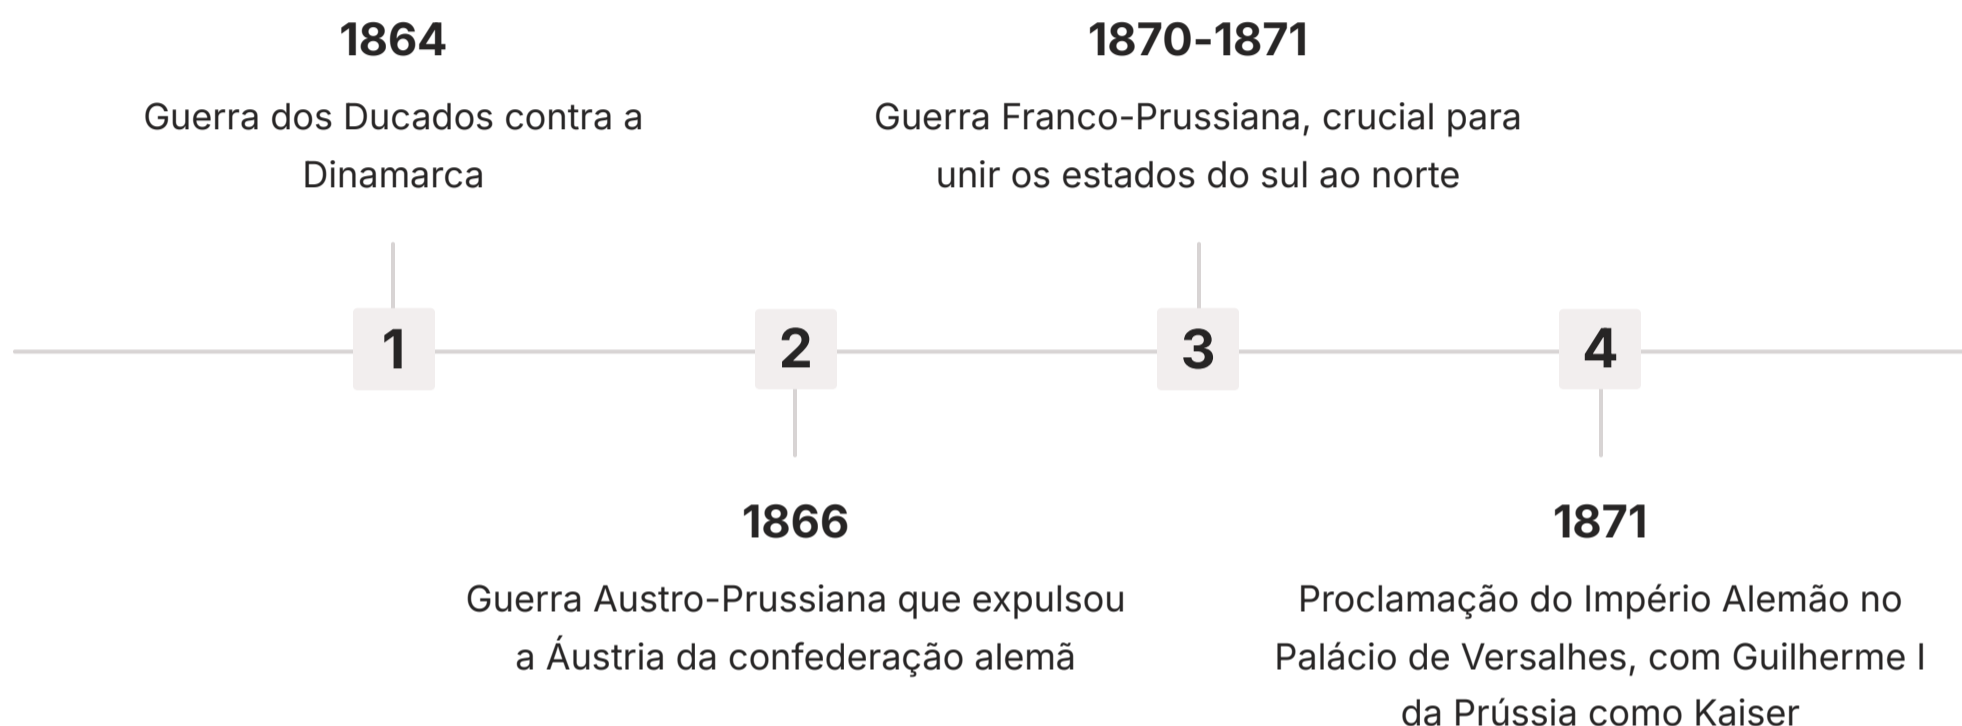 1864
Guerra dos Ducados contra a
Dinamarca
1870-1871
Guerra Franco-Prussiana, crucial para
unir os estados do sul ao norte
1
2
3
4
1866
Guerra Austro-Prussiana que expulsou
a Áustria da confederação alemã
1871
Proclamação do Império Alemão no
Palácio de Versalhes, com Guilherme I
da Prússia como Kaiser